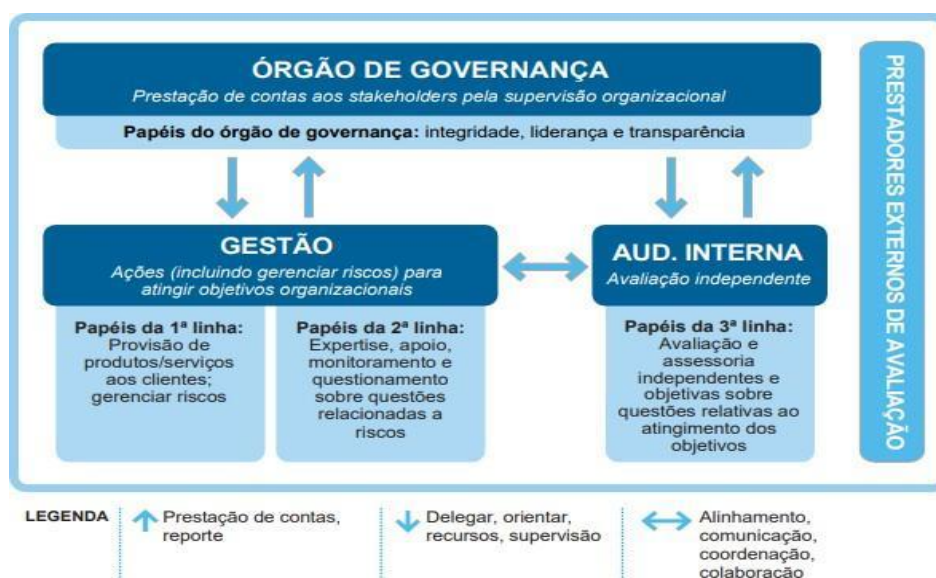 ÓRGÃO DE GOVERNANÇA
Prestação de contas aos stakeholders pela supervisão organizacional
Papéis do órgão de governança: integridade, liderança e transparência
GESTÃO
Ações (incluindo gerenciar riscos) para
atingir objetivos organizacionais
Papéis da 1ª linha:
Provisão de
produtos/serviços
aos clientes;
gerenciar riscos
Papéis da 2ª linha:
Expertise, apoio,
monitoramento e
questionamento
sobre questões
relacionadas a
riscos
AUD. INTERNA
Avaliação independente
Papéis da 3ª linha:
Avaliação e
assessoria
independentes e
objetivas sobre
questões relativas ao
atingimento dos
objetivos
PRESTADORES EXTERNOS DE AVALIAÇÃO
LEGENDA
Prestação de contas,
reporte
Delegar, orientar,
recursos, supervisão
Alinhamento,
comunicação,
coordenação,
colaboração